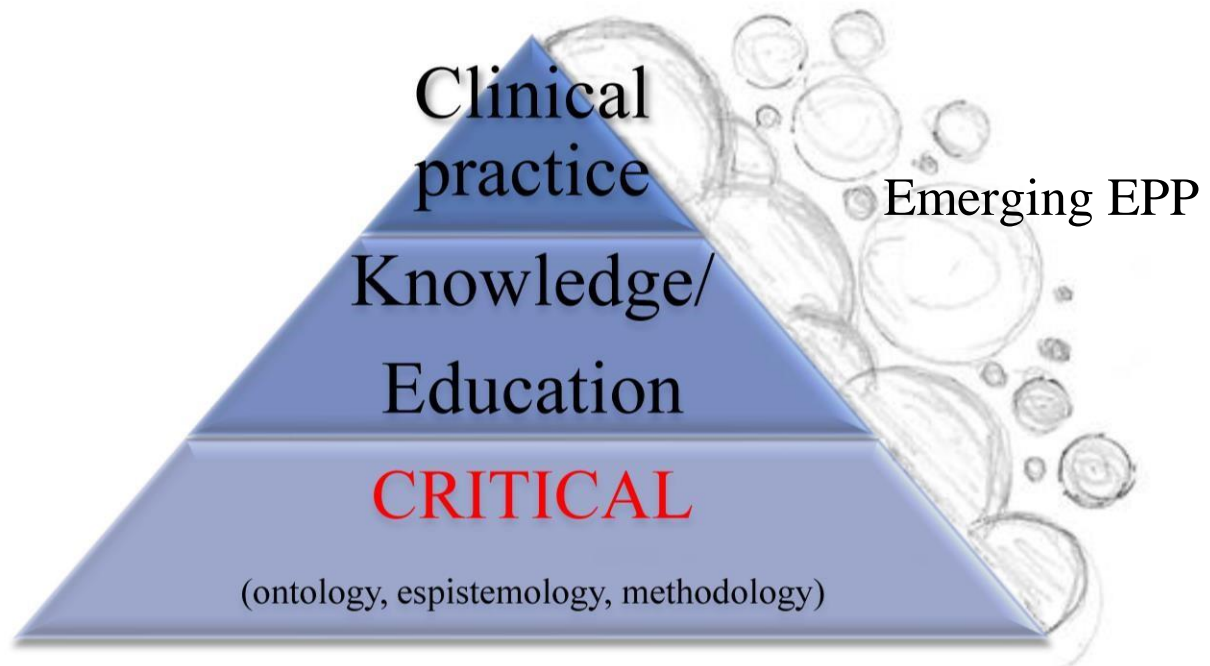 Clinical
practice
Emerging EPP
Knowledge/
Education
CRITICAL
(ontology, espistemology, methodology)